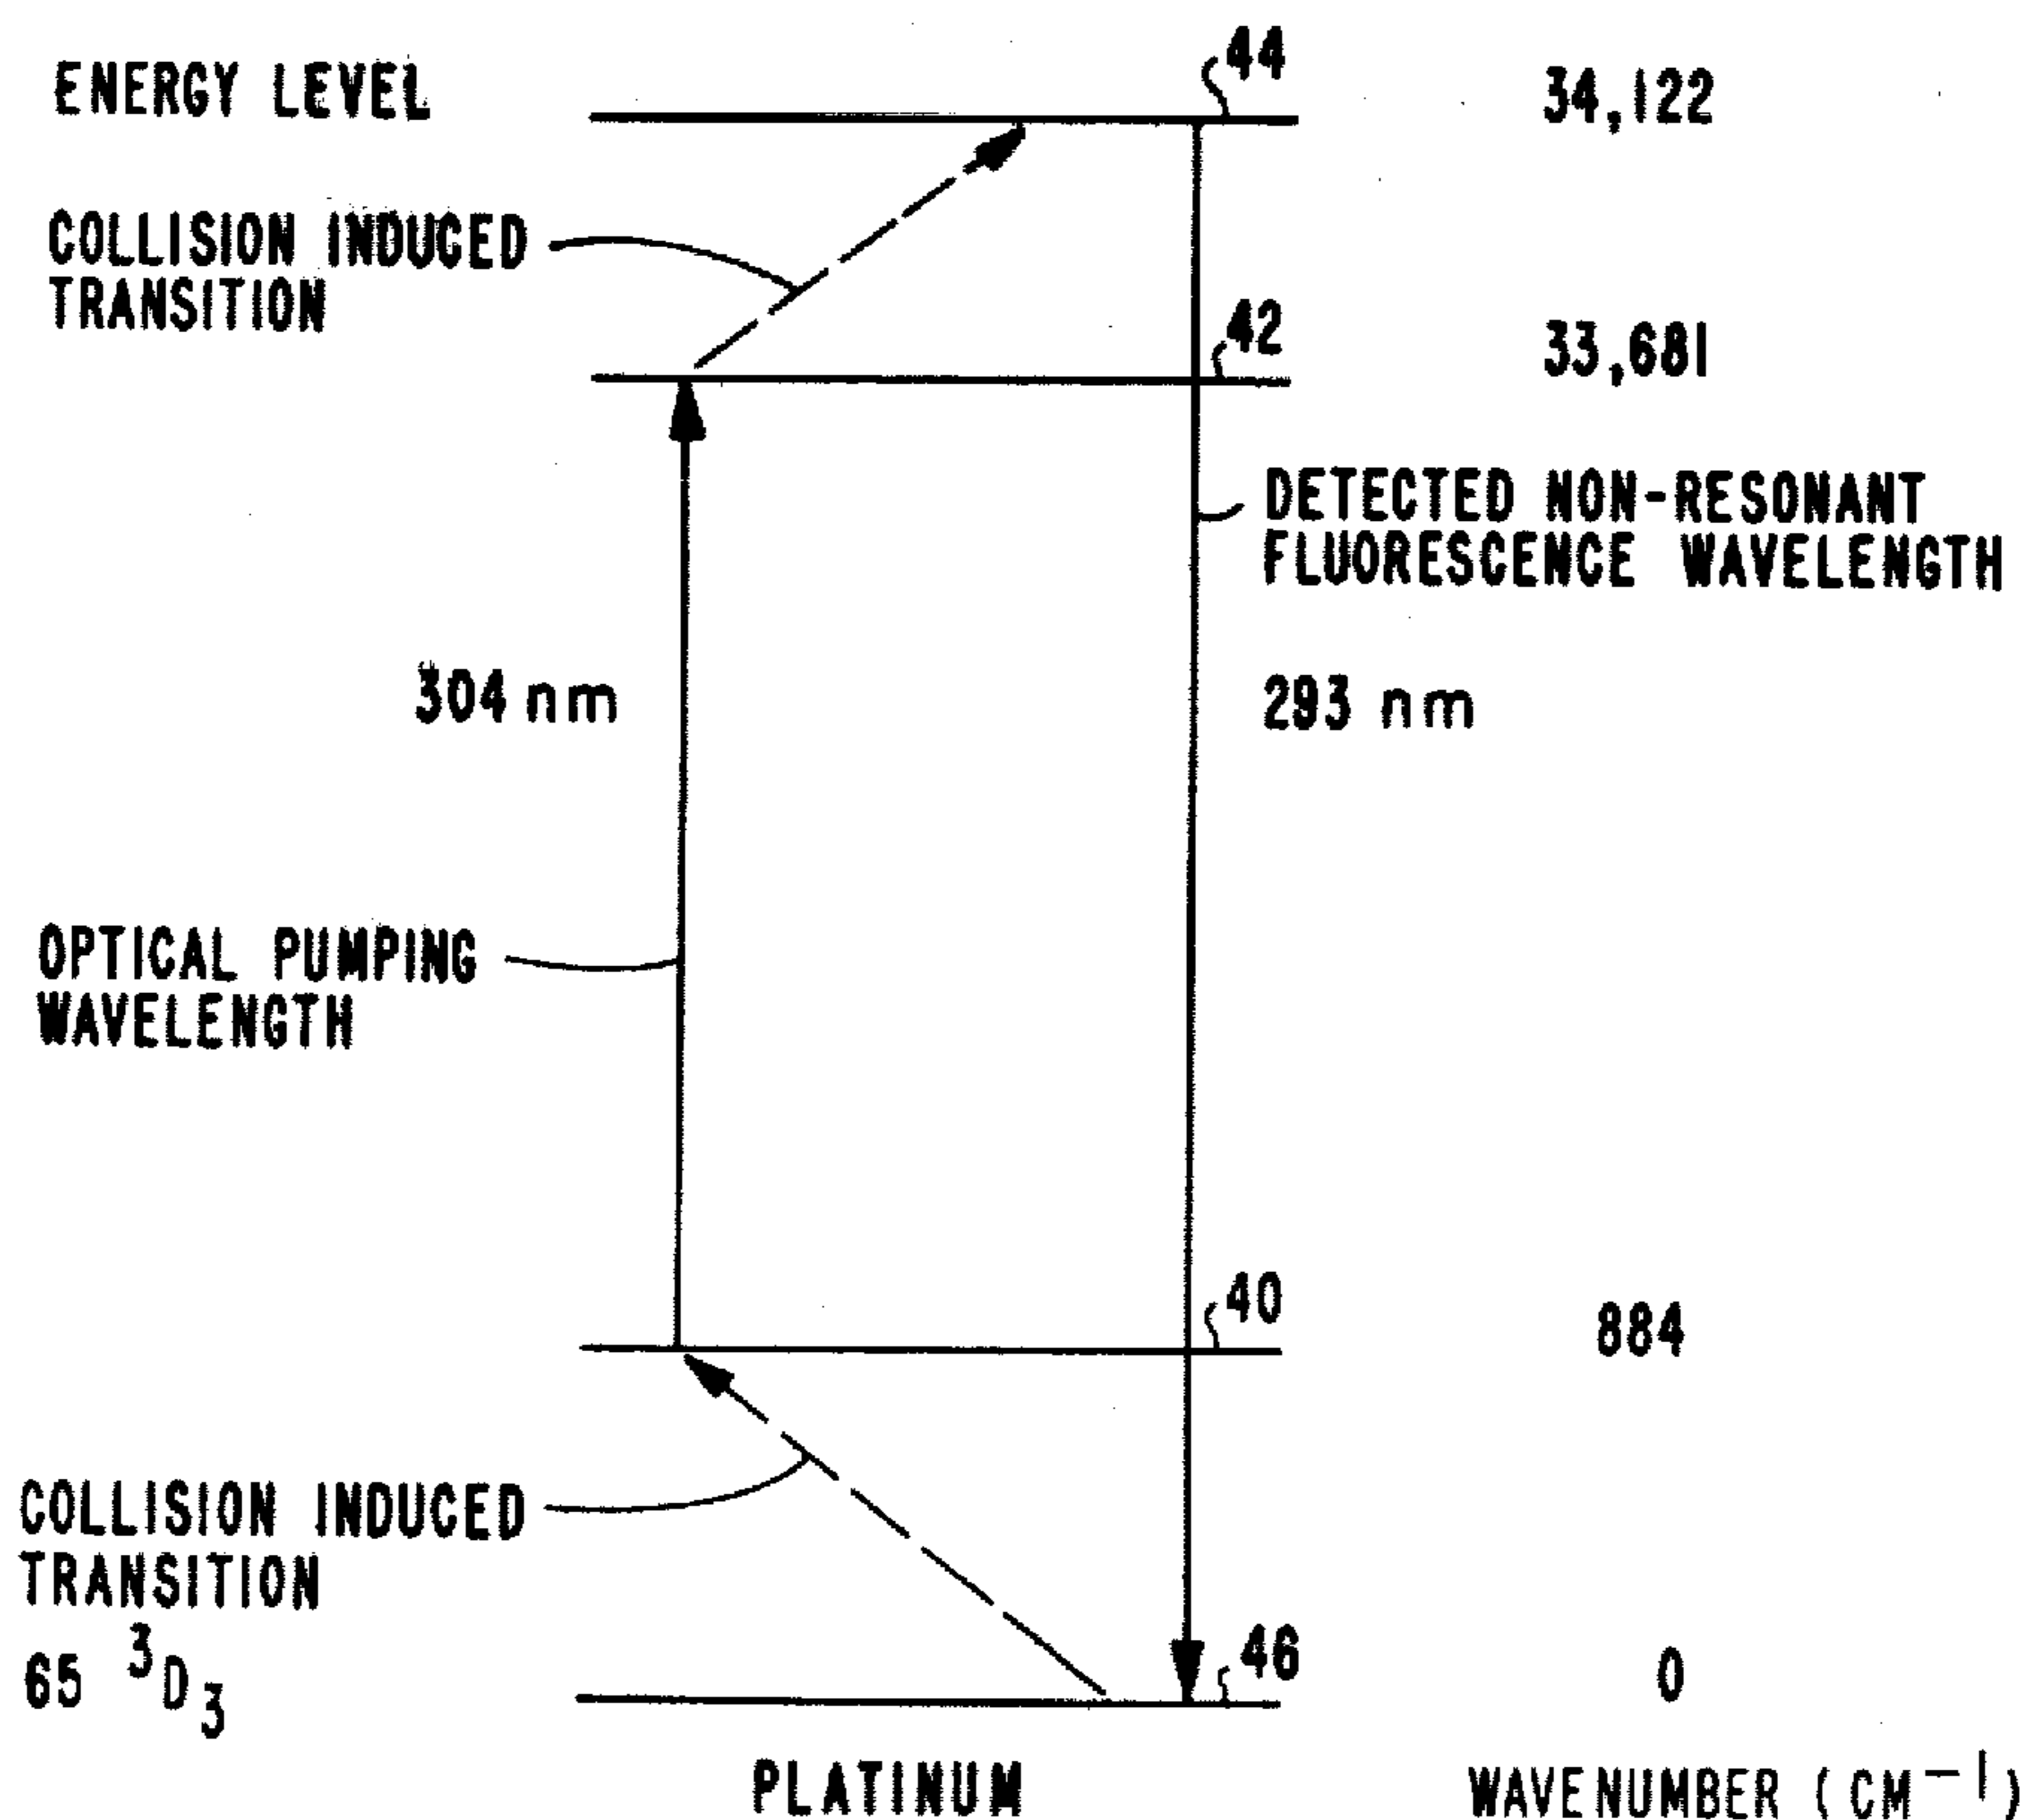 ENERGY LEVEL
44
34,122
COLLISION INDUCED
TRANSITION
42
33,681
DETECTED NON-RESONANT
FLUORESCENCE WAVELENGTH
304 nm
293 nm
OPTICAL PUMPING
WAVELENGTH
40
884
COLLISION INDUCED
TRANSITION
65 ³D₃
46
0
PLATINUM
WAVENUMBER (CM⁻¹)